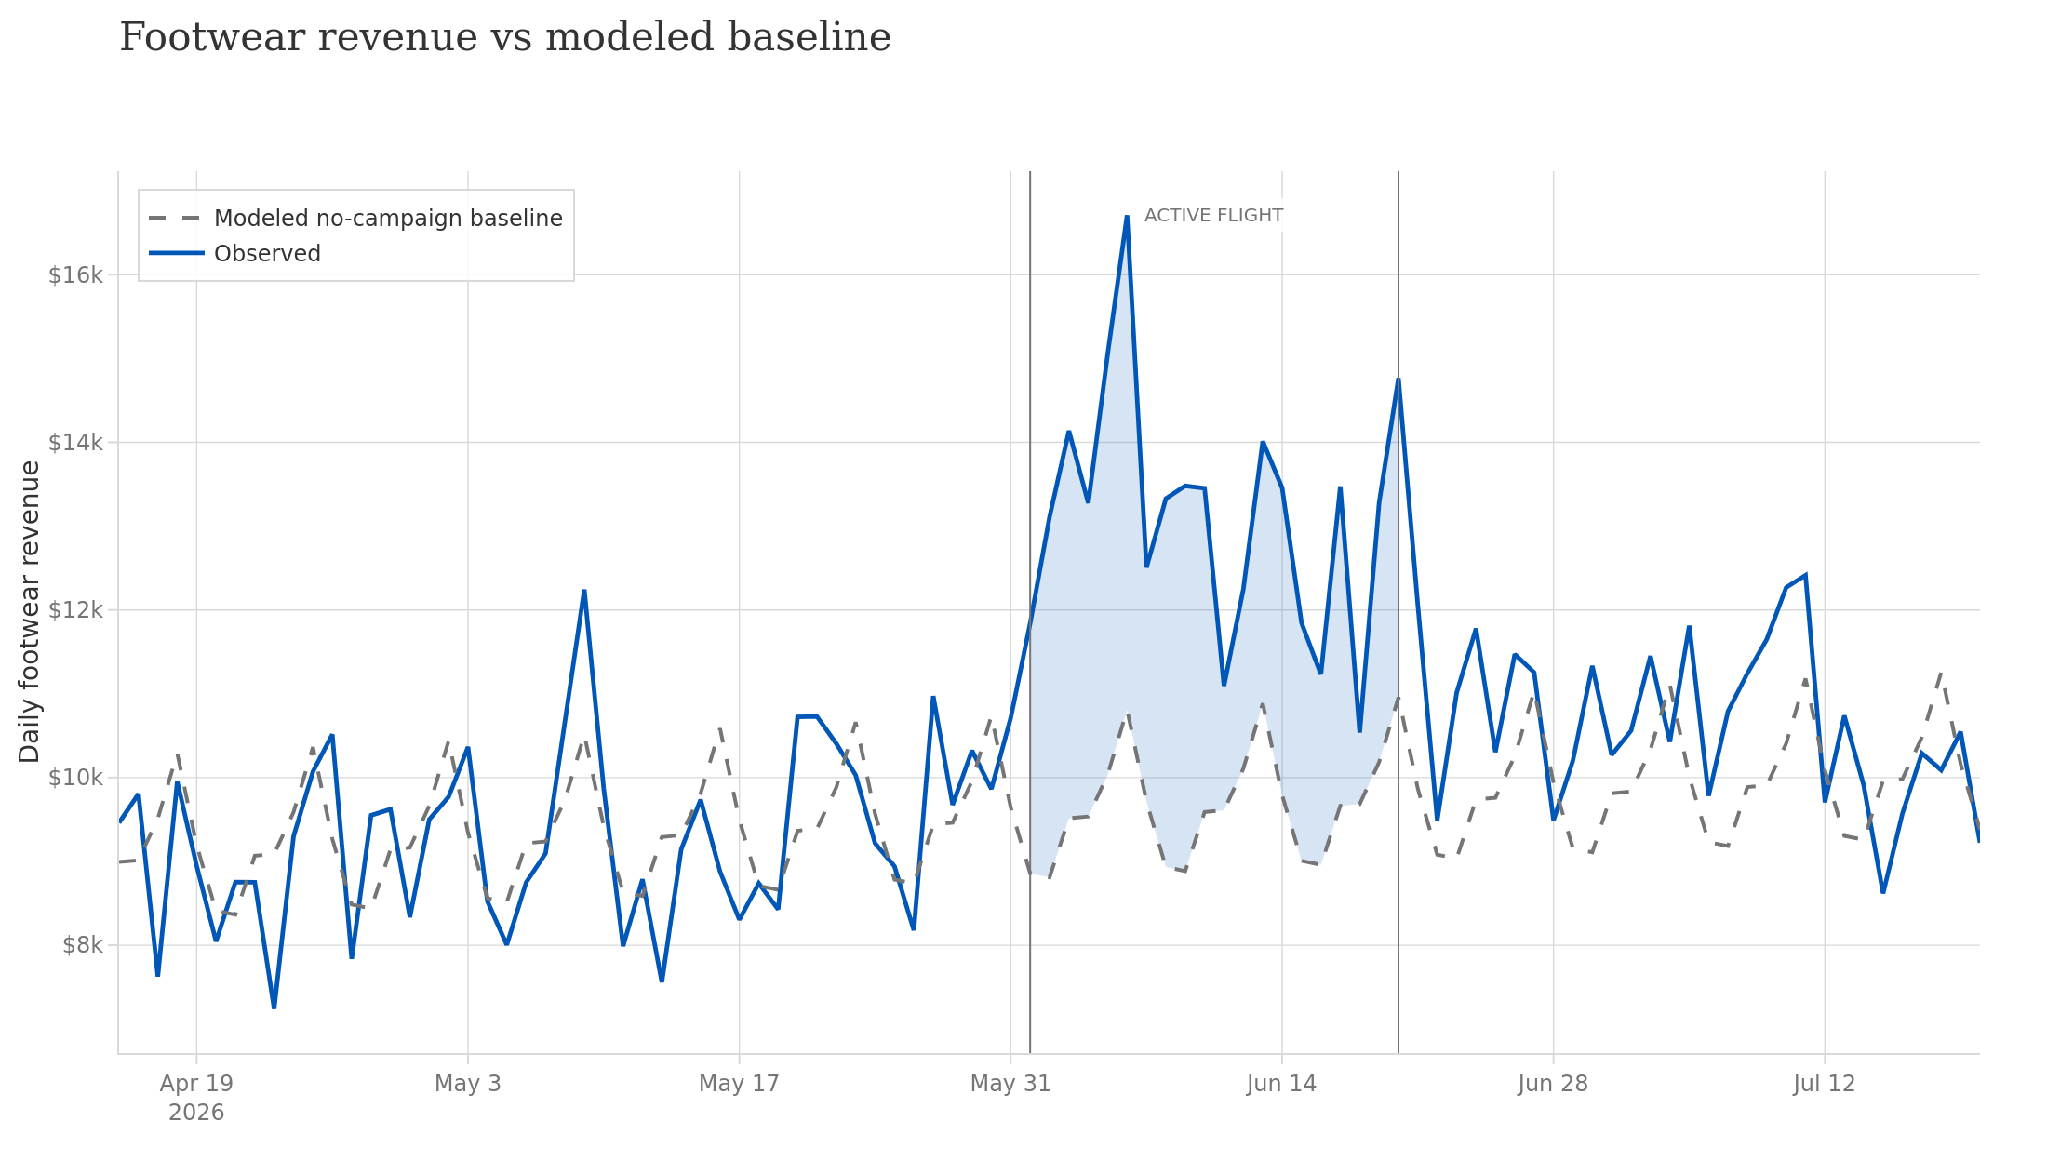 Footwear revenue vs modeled baseline
Modeled no-campaign baseline
Observed
ACTIVE FLIGHT
$16k
$14k
$12k
$10k
$8k
Daily footwear revenue
Apr 19
2026
May 3
May 17
May 31
Jun 14
Jun 28
Jul 12